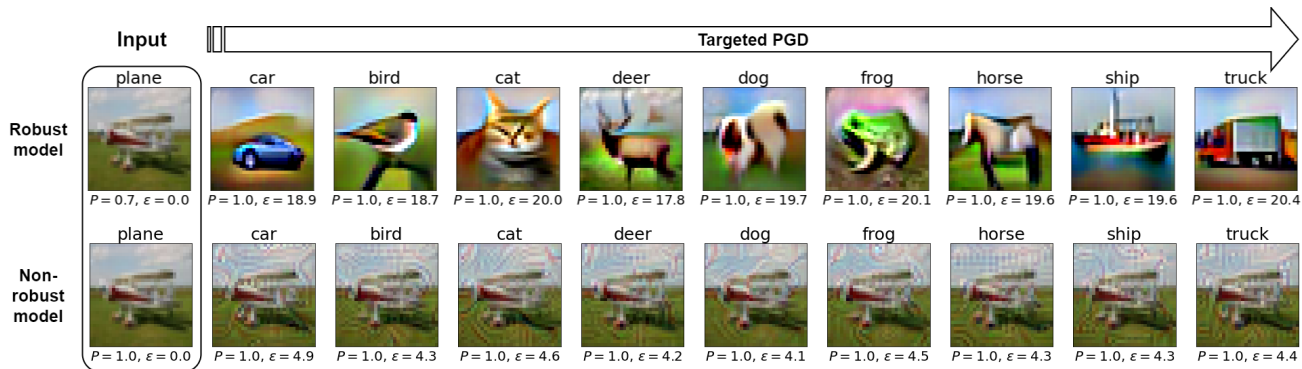 Input
Targeted PGD
plane car bird cat deer dog frog horse ship truck
Robust
model
P = 1.0, ε = 18.9 P = 1.0, ε = 18.7 P = 1.0, ε = 20.0 P = 1.0, ε = 17.8 P = 1.0, ε = 19.7 P = 1.0, ε = 20.1 P = 1.0, ε = 19.6 P = 1.0, ε = 19.6 P = 1.0, ε = 20.4
P = 0.7, ε = 0.0
plane car bird cat deer dog frog horse ship truck
Non-
robust
model
P = 1.0, ε = 0.0 P = 1.0, ε = 4.9 P = 1.0, ε = 4.3 P = 1.0, ε = 4.6 P = 1.0, ε = 4.2 P = 1.0, ε = 4.1 P = 1.0, ε = 4.5 P = 1.0, ε = 4.3 P = 1.0, ε = 4.3 P = 1.0, ε = 4.4